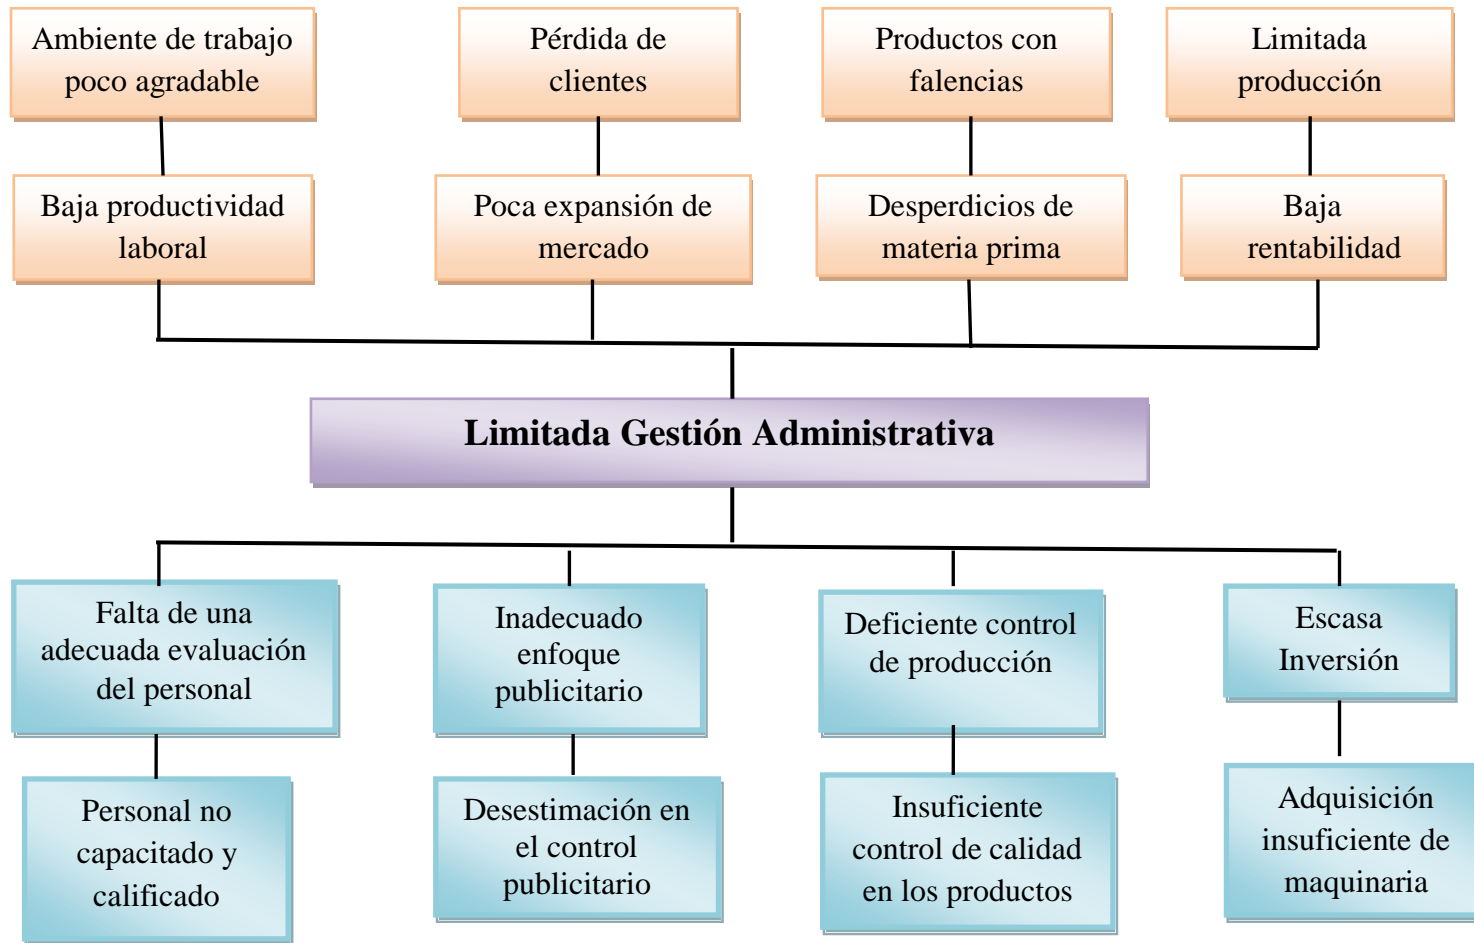 Ambiente de trabajo
poco agradable
Pérdida de
clientes
Productos con
falencias
Limitada
producción
Baja productividad
laboral
Poca expansión de
mercado
Desperdicios de
materia prima
Baja
rentabilidad
Limitada Gestión Administrativa
Falta de una
adecuada evaluación
del personal
Inadecuado
enfoque
publicitario
Deficiente control
de producción
Escasa
Inversión
Personal no
capacitado y
calificado
Desestimación en
el control
publicitario
Insuficiente
control de calidad
en los productos
Adquisición
insuficiente de
maquinaria